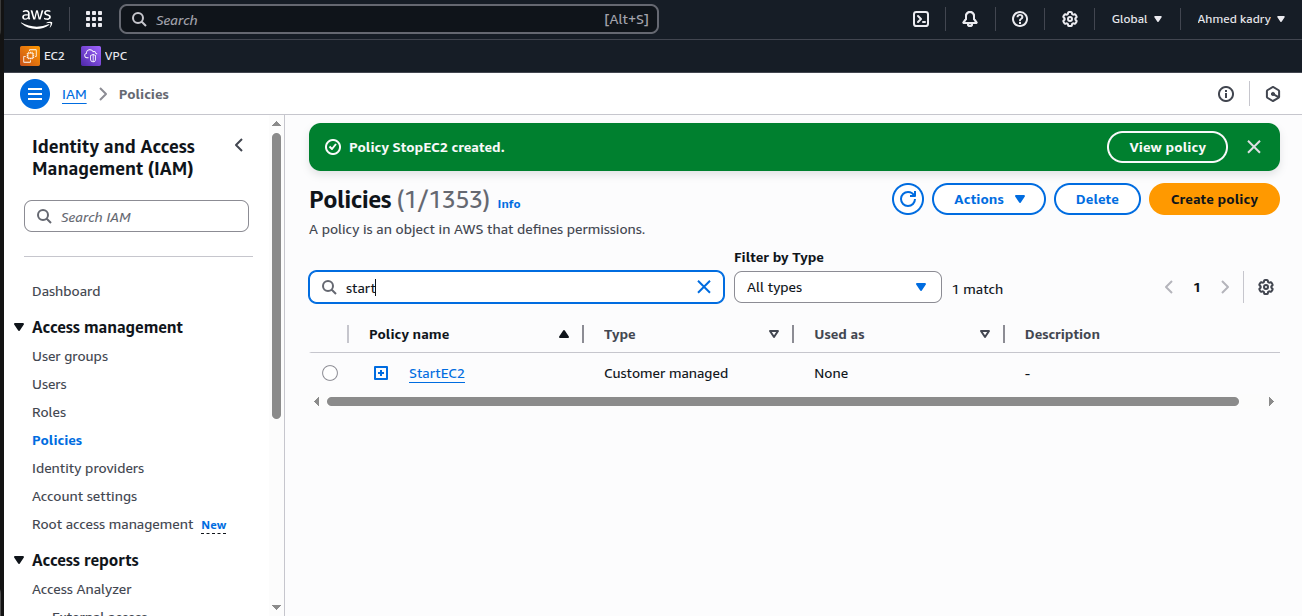 aws
Search [Alt+S]
Global
Ahmed kadry
EC2 VPC
IAM > Policies
Identity and Access
Management (IAM)
Search IAM
Dashboard
Access management
User groups
Users
Roles
Policies
Identity providers
Account settings
Root access management New
Access reports
Access Analyzer
Policy StopEC2 created.
View policy
Policies (1/1353) Info
Actions
Delete
Create policy
A policy is an object in AWS that defines permissions.
Filter by Type
start
All types
1 match
1
Policy name Type Used as Description
StartEC2 Customer managed None -